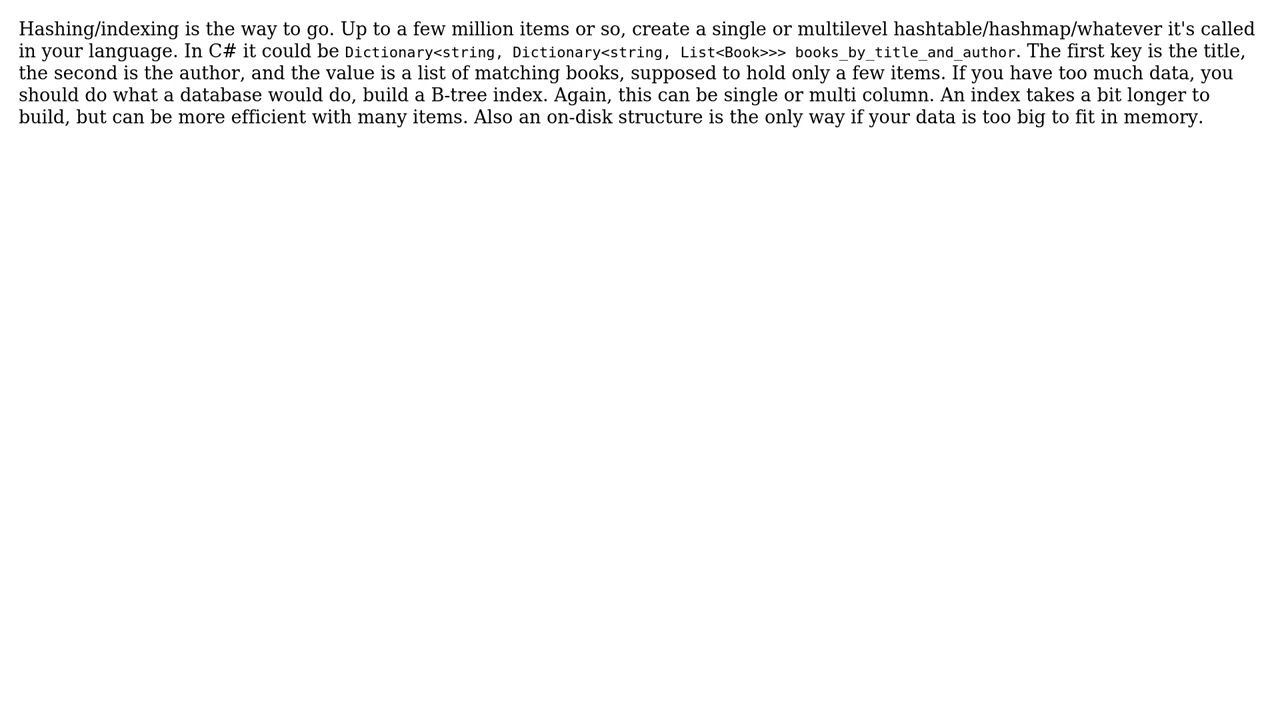 Hashing/indexing is the way to go. Up to a few million items or so, create a single or multilevel hashtable/hashmap/whatever it's called
in your language. In C# it could be Dictionary<string, Dictionary<string, List<Book>>> books_by_title_and_author. The first key is the title,
the second is the author, and the value is a list of matching books, supposed to hold only a few items. If you have too much data, you
should do what a database would do, build a B-tree index. Again, this can be single or multi column. An index takes a bit longer to
build, but can be more efficient with many items. Also an on-disk structure is the only way if your data is too big to fit in memory.